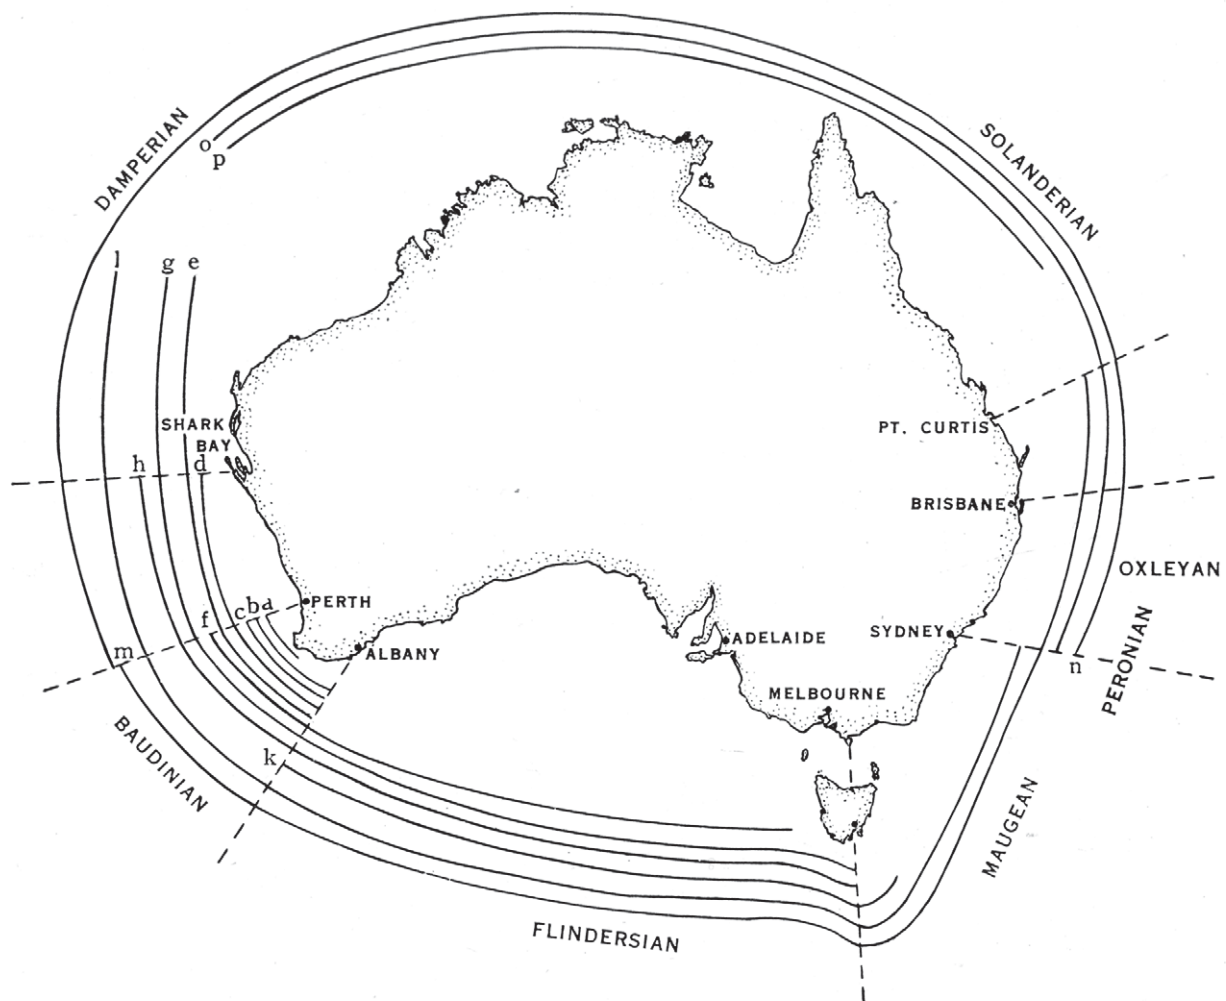 DAMPERIAN
SOLANDERIAN
o
p
l
g
e
SHARK
BAY
PT. CURTIS
h
d
BRISBANE
OXLEYAN
PERTH
a
b
c
f
ALBANY
m
ADELAIDE
SYDNEY
n
PERONIAN
MELBOURNE
BAUDINIAN
k
MAUGEAN
FLINDERSIAN